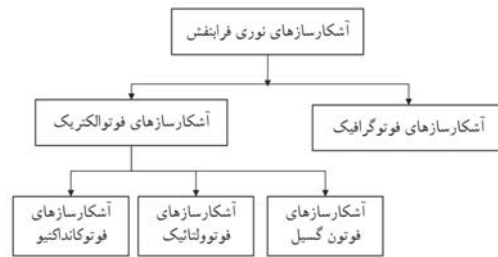 آشکارسازهای نوری فرابنفش
آشکارسازهای فوتوگرافیک
آشکارسازهای فوتوالکتریک
آشکارسازهای
فوتون گسیل
آشکارسازهای
فوتوولتائیک
آشکارسازهای
فوتوکانداکتیو